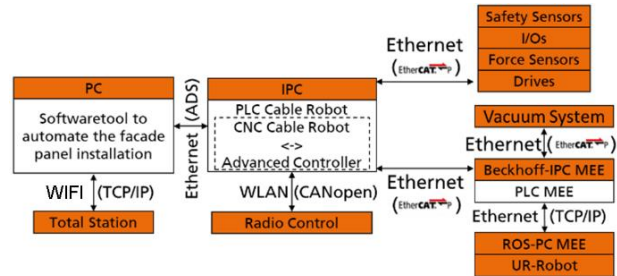 PC
Softwaretool to
automate the facade
panel installation
WIFI (TCP/IP)
Total Station
Ethernet (ADS)
IPC
PLC Cable Robot
CNC Cable Robot
<->
Advanced Controller
WLAN (CANopen)
Radio Control
Ethernet
(EtherCAT P)
Safety Sensors
I/Os
Force Sensors
Drives
Ethernet
(EtherCAT P)
Vacuum System
Ethernet (EtherCAT P)
Beckhoff-IPC MEE
PLC MEE
Ethernet (TCP/IP)
ROS-PC MEE
UR-Robot